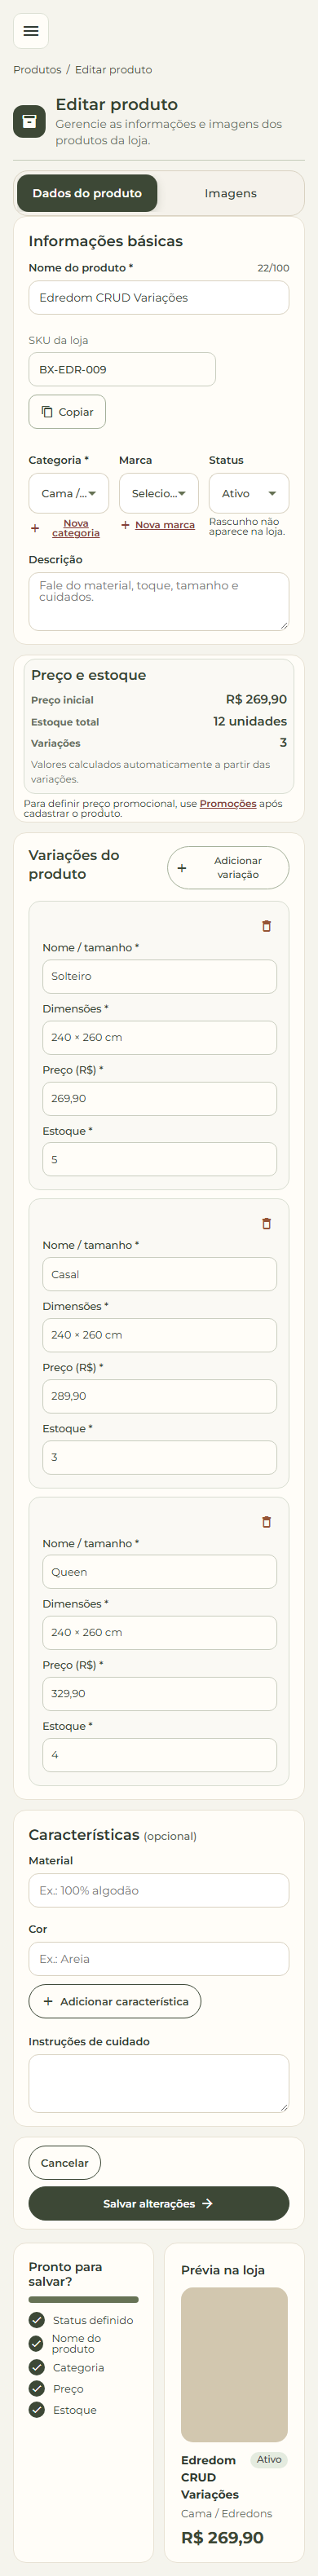 Produtos / Editar produto
Editar produto
Gerencie as informações e imagens dos
produtos da loja.
Dados do produto
Imagens
Informações básicas
Nome do produto *
22/100
Edredom CRUD Variações
SKU da loja
BX-EDR-009
Copiar
Categoria *
Marca
Status
Cama /...
Selecio...
Ativo
+ Nova
categoria
+ Nova marca
Rascunho não
aparece na loja.
Descrição
Fale do material, toque, tamanho e
cuidados.
Preço e estoque
Preço inicial
R$ 269,90
Estoque total
12 unidades
Variações
3
Valores calculados automaticamente a partir das
variações.
Para definir preço promocional, use Promoções após
cadastrar o produto.
Variações do
produto
+ Adicionar
variação
Nome / tamanho *
Solteiro
Dimensões *
240 × 260 cm
Preço (R$) *
269,90
Estoque *
5
Nome / tamanho *
Casal
Dimensões *
240 × 260 cm
Preço (R$) *
289,90
Estoque *
3
Nome / tamanho *
Queen
Dimensões *
240 × 260 cm
Preço (R$) *
329,90
Estoque *
4
Características (opcional)
Material
Ex.: 100% algodão
Cor
Ex.: Areia
+ Adicionar característica
Instruções de cuidado
Cancelar
Salvar alterações →
Pronto para
salvar?
Status definido
Nome do
produto
Categoria
Preço
Estoque
Prévia na loja
Edredom
CRUD
Variações
Ativo
Cama / Edredons
R$ 269,90